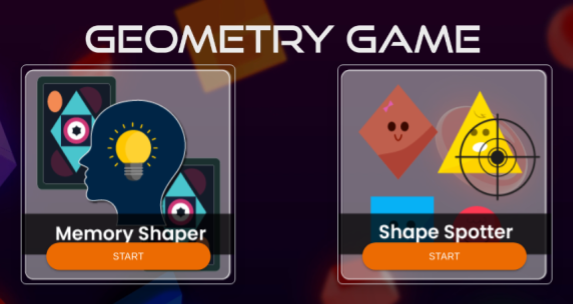 GEOMETRY GAME
Memory Shaper
START
Shape Spotter
START